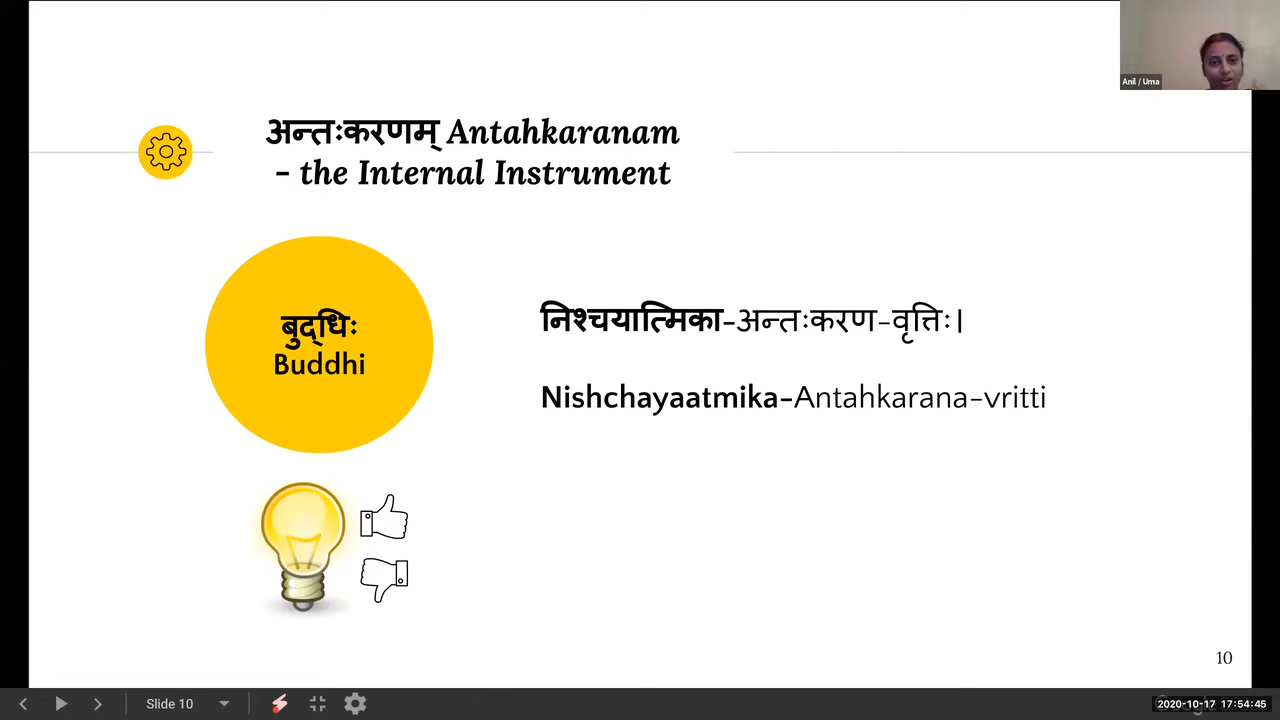 Anil / Uma
अन्तःकरणम् Antahkaranam
- the Internal Instrument
बुद्धिः
Buddhi
निश्चयात्मिका-अन्तःकरण-वृत्तिः।
Nishchayaatmika-Antahkarana-vritti
10
Slide 10
2020-10-17 17:54:45